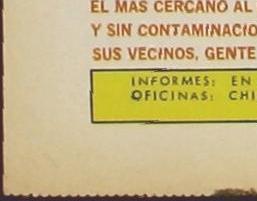 EL MAS CERCANO AL
Y SIN CONTAMINACIO
SUS VECINOS, GENTE
INFORMES: EN
OFICINAS: CHI